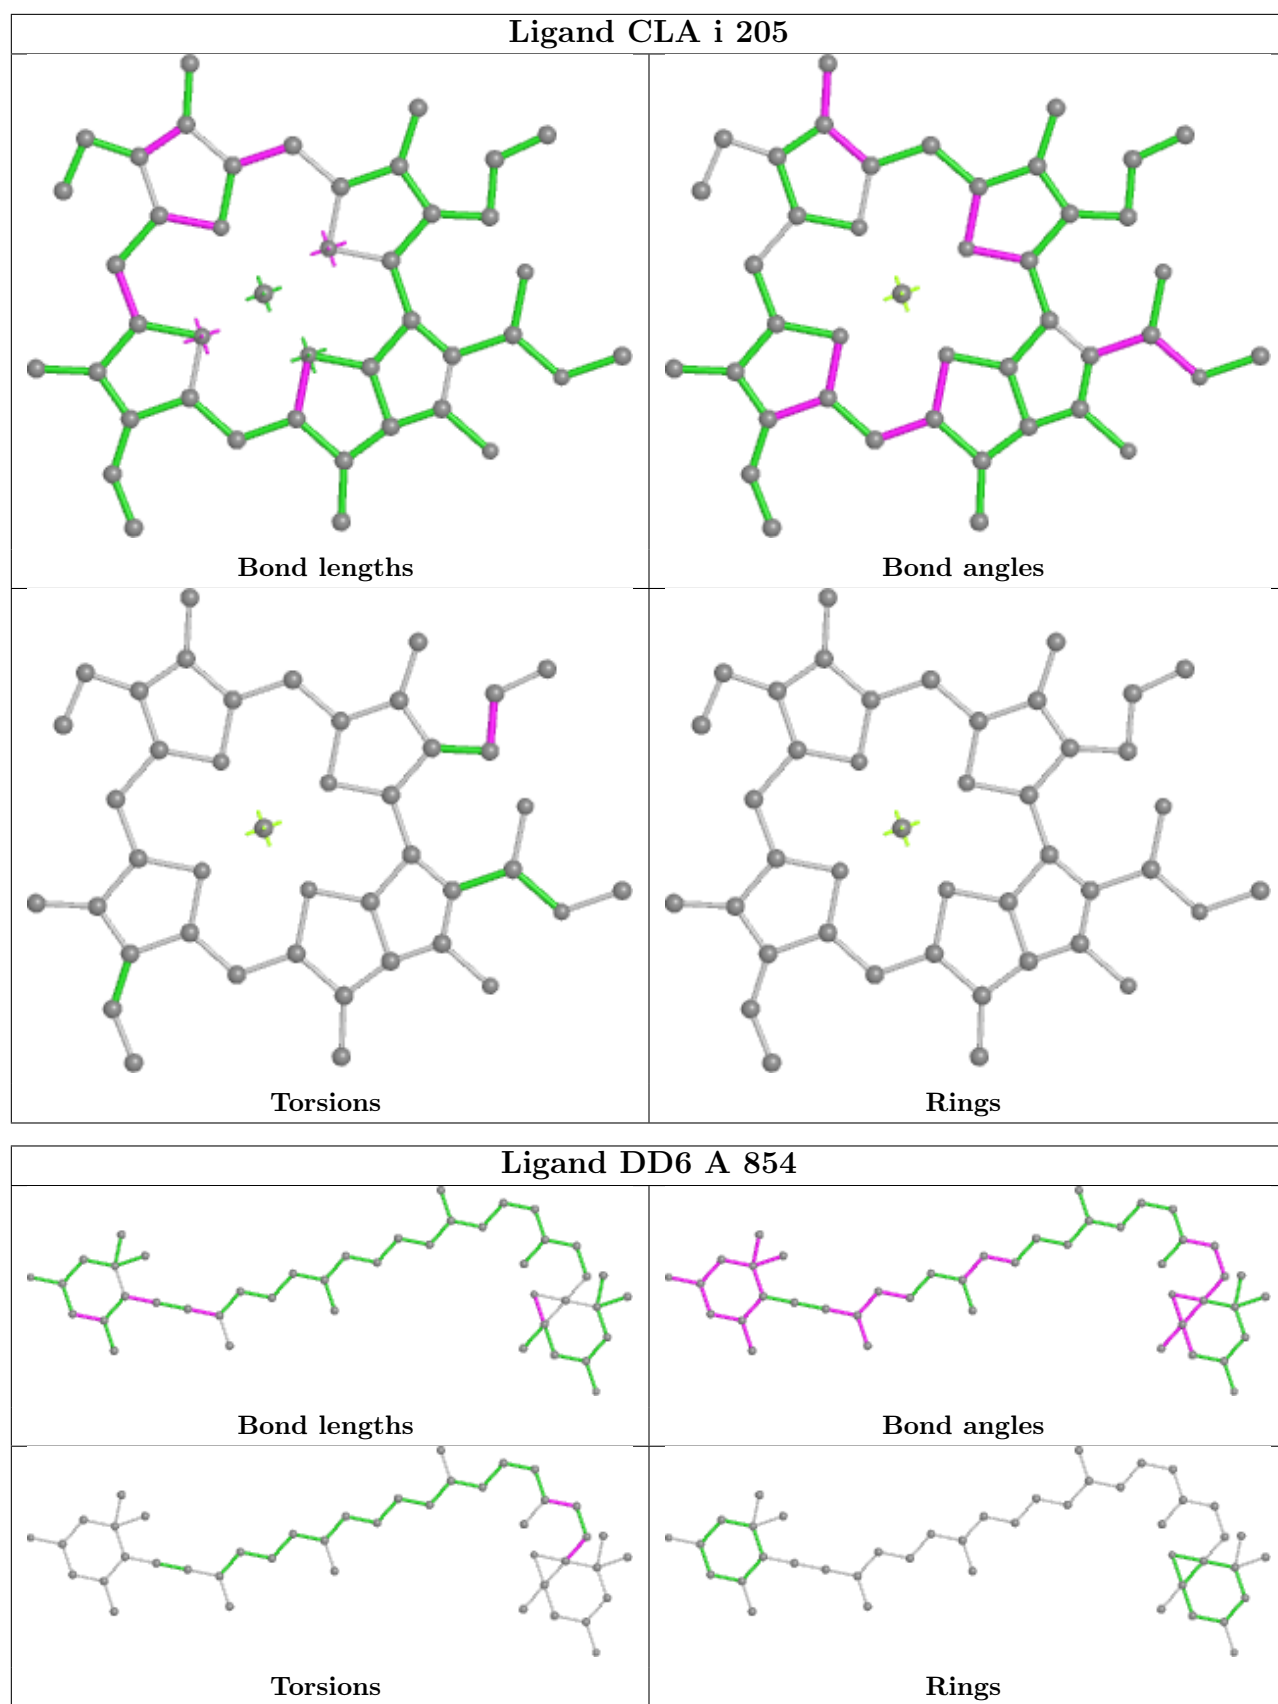 Ligand CLA i 205
Bond lengths
Bond angles
Torsions
Rings
Ligand DD6 A 854
Bond lengths
Bond angles
Torsions
Rings